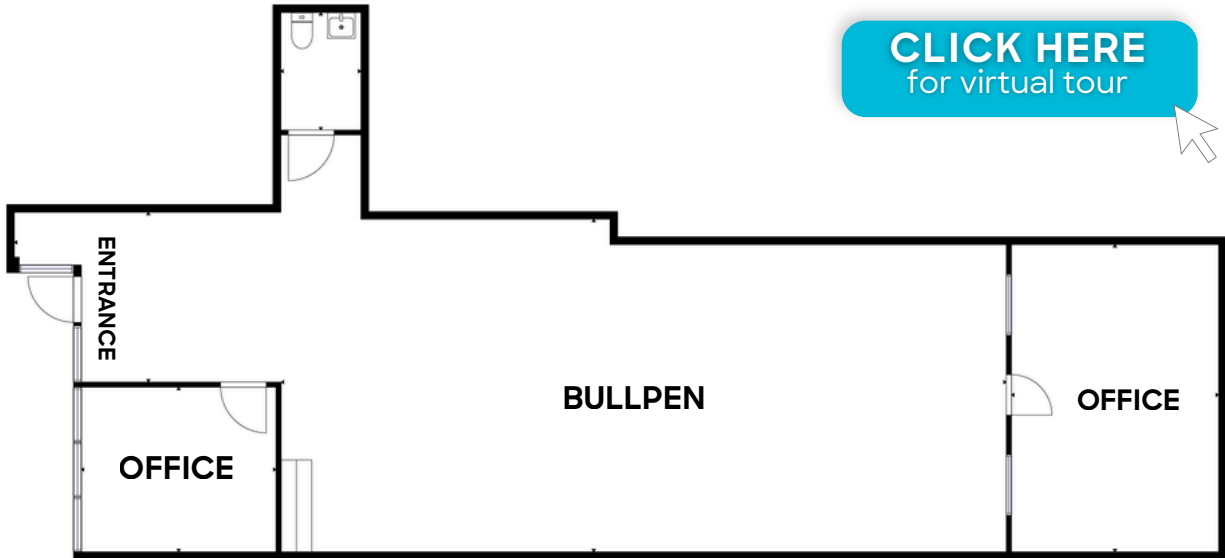 CLICK HERE
for virtual tour
ENTRANCE
BULLPEN
OFFICE
OFFICE